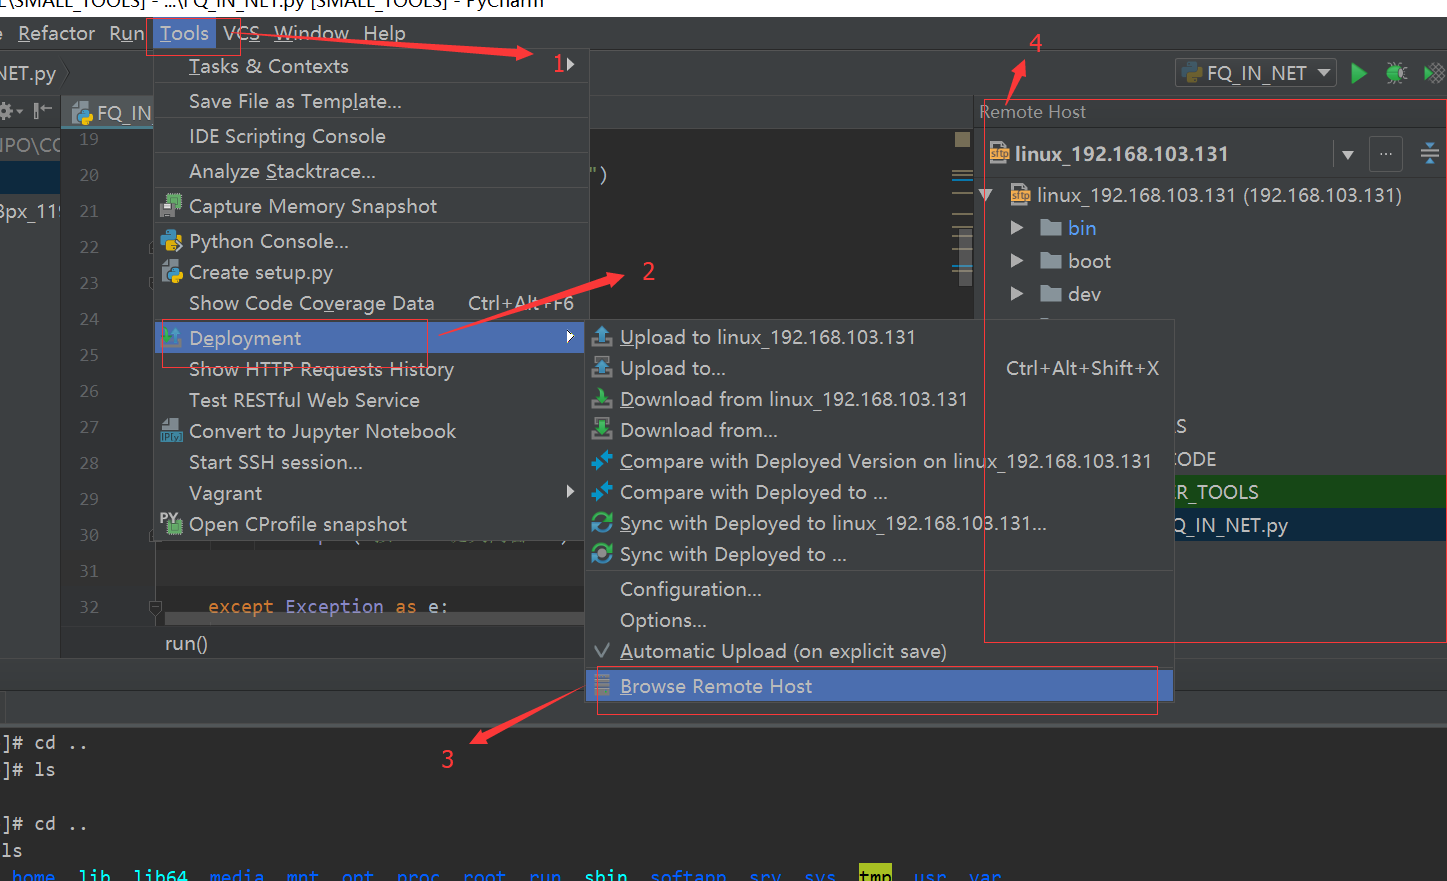 E\SMALL_TOOLS] - ...\FQ_IN_NET.py [SMALL_TOOLS] - PyCharm
e Refactor Run Tools VCS Window Help
4
NET.py
FQ_IN_NET
1
Tasks & Contexts
Save File as Template...
IDE Scripting Console
Analyze Stacktrace...
Capture Memory Snapshot
Python Console...
Create setup.py
Show Code Coverage Data Ctrl+Alt+F6
Deployment
Show HTTP Requests History
Test RESTful Web Service
Convert to Jupyter Notebook
Start SSH session...
Vagrant
Open CProfile snapshot
2
FQ_IN
NPO\CO
3px_119
19
20
")
21
22
23
24
25
26
27
28
29
30
31
32
except Exception as e:
run()
Upload to linux_192.168.103.131
Upload to... Ctrl+Alt+Shift+X
Download from linux_192.168.103.131
Download from...
Compare with Deployed Version on linux_192.168.103.131
Compare with Deployed to ...
Sync with Deployed to linux_192.168.103.131...
Sync with Deployed to ...
Configuration...
Options...
Automatic Upload (on explicit save)
Browse Remote Host
3
Remote Host
sftp linux_192.168.103.131
...
sftp linux_192.168.103.131 (192.168.103.131)
bin
boot
dev
S
CODE
R_TOOLS
Q_IN_NET.py
]# cd ..
]# ls
]# cd ..
ls
home lib lib64 media mnt opt proc root run sbin softapp srv sys tmp usr var